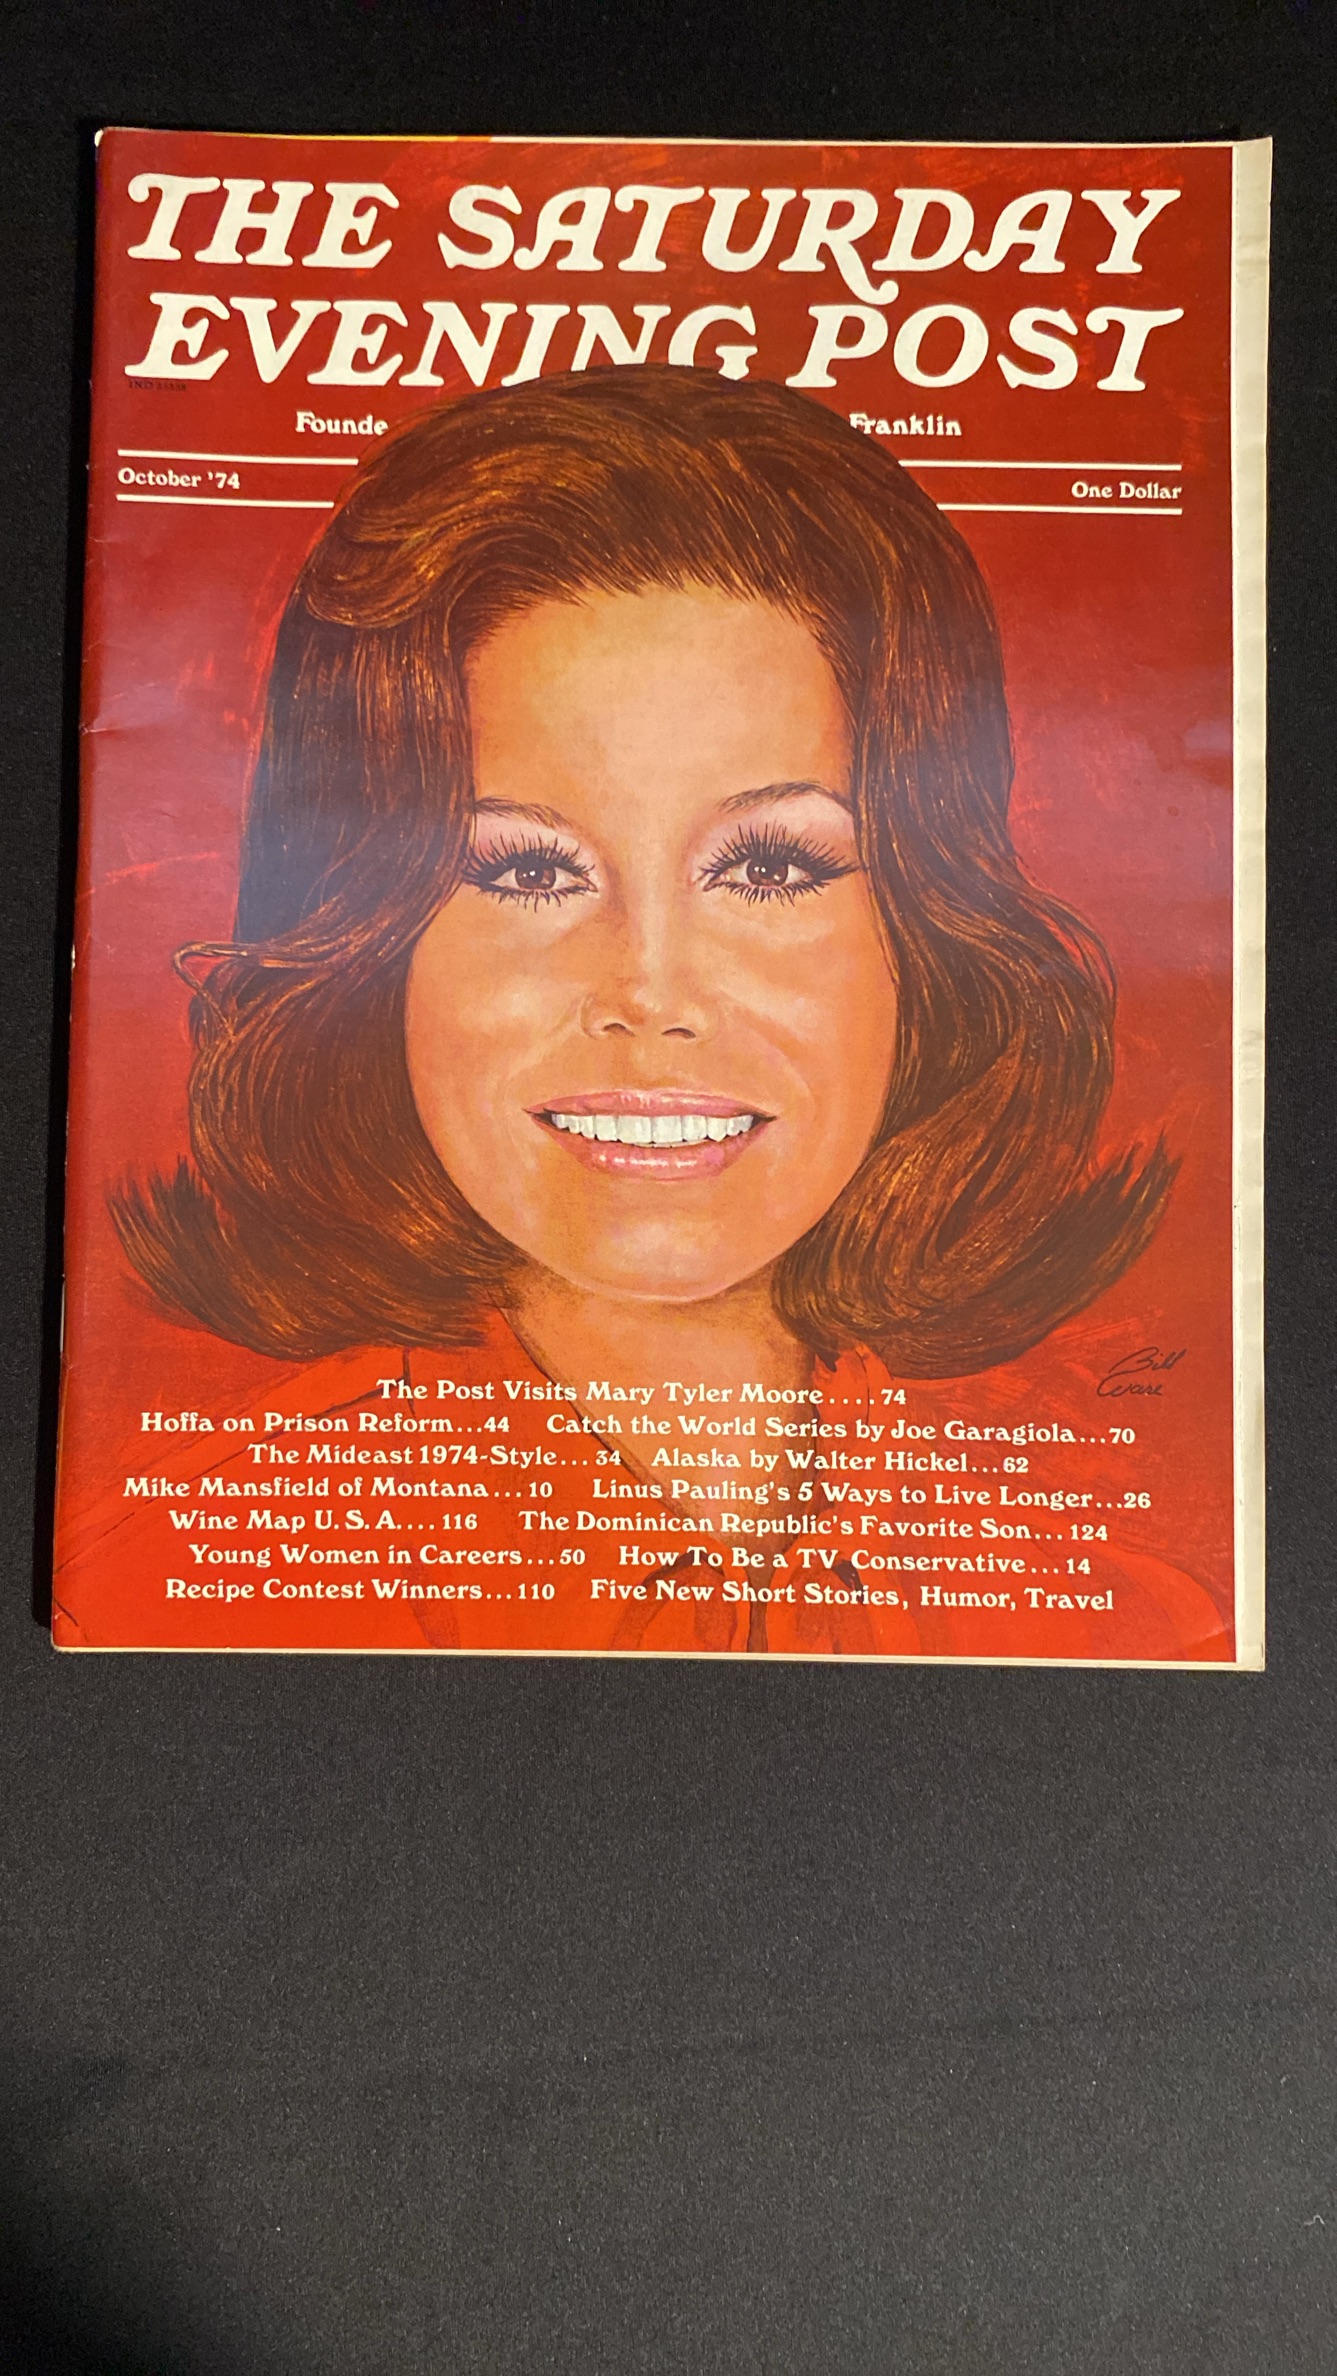 THE SATURDAY
EVENING POST
Founde Franklin
October '74
One Dollar
Bill
Ware
The Post Visits Mary Tyler Moore....74
Hoffa on Prison Reform...44 Catch the World Series by Joe Garagiola...70
The Mideast 1974-Style...34 Alaska by Walter Hickel...62
Mike Mansfield of Montana...10 Linus Pauling's 5 Ways to Live Longer...26
Wine Map U.S.A....116 The Dominican Republic's Favorite Son...124
Young Women in Careers...50 How To Be a TV Conservative...14
Recipe Contest Winners...110 Five New Short Stories, Humor, Travel